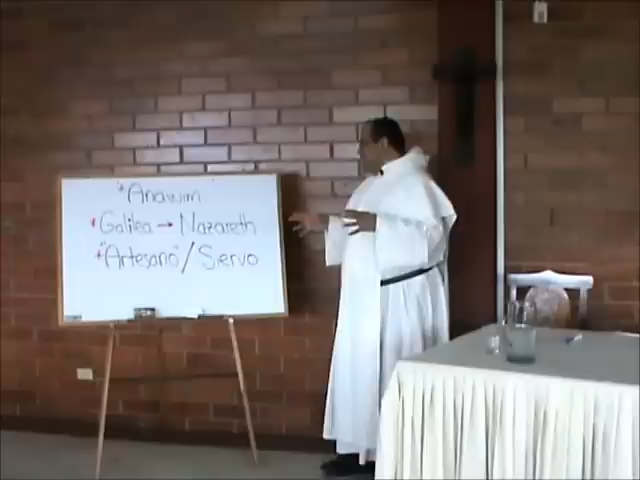 * Anawim
* Galilea → Nazareth
* "Artesano" / Siervo